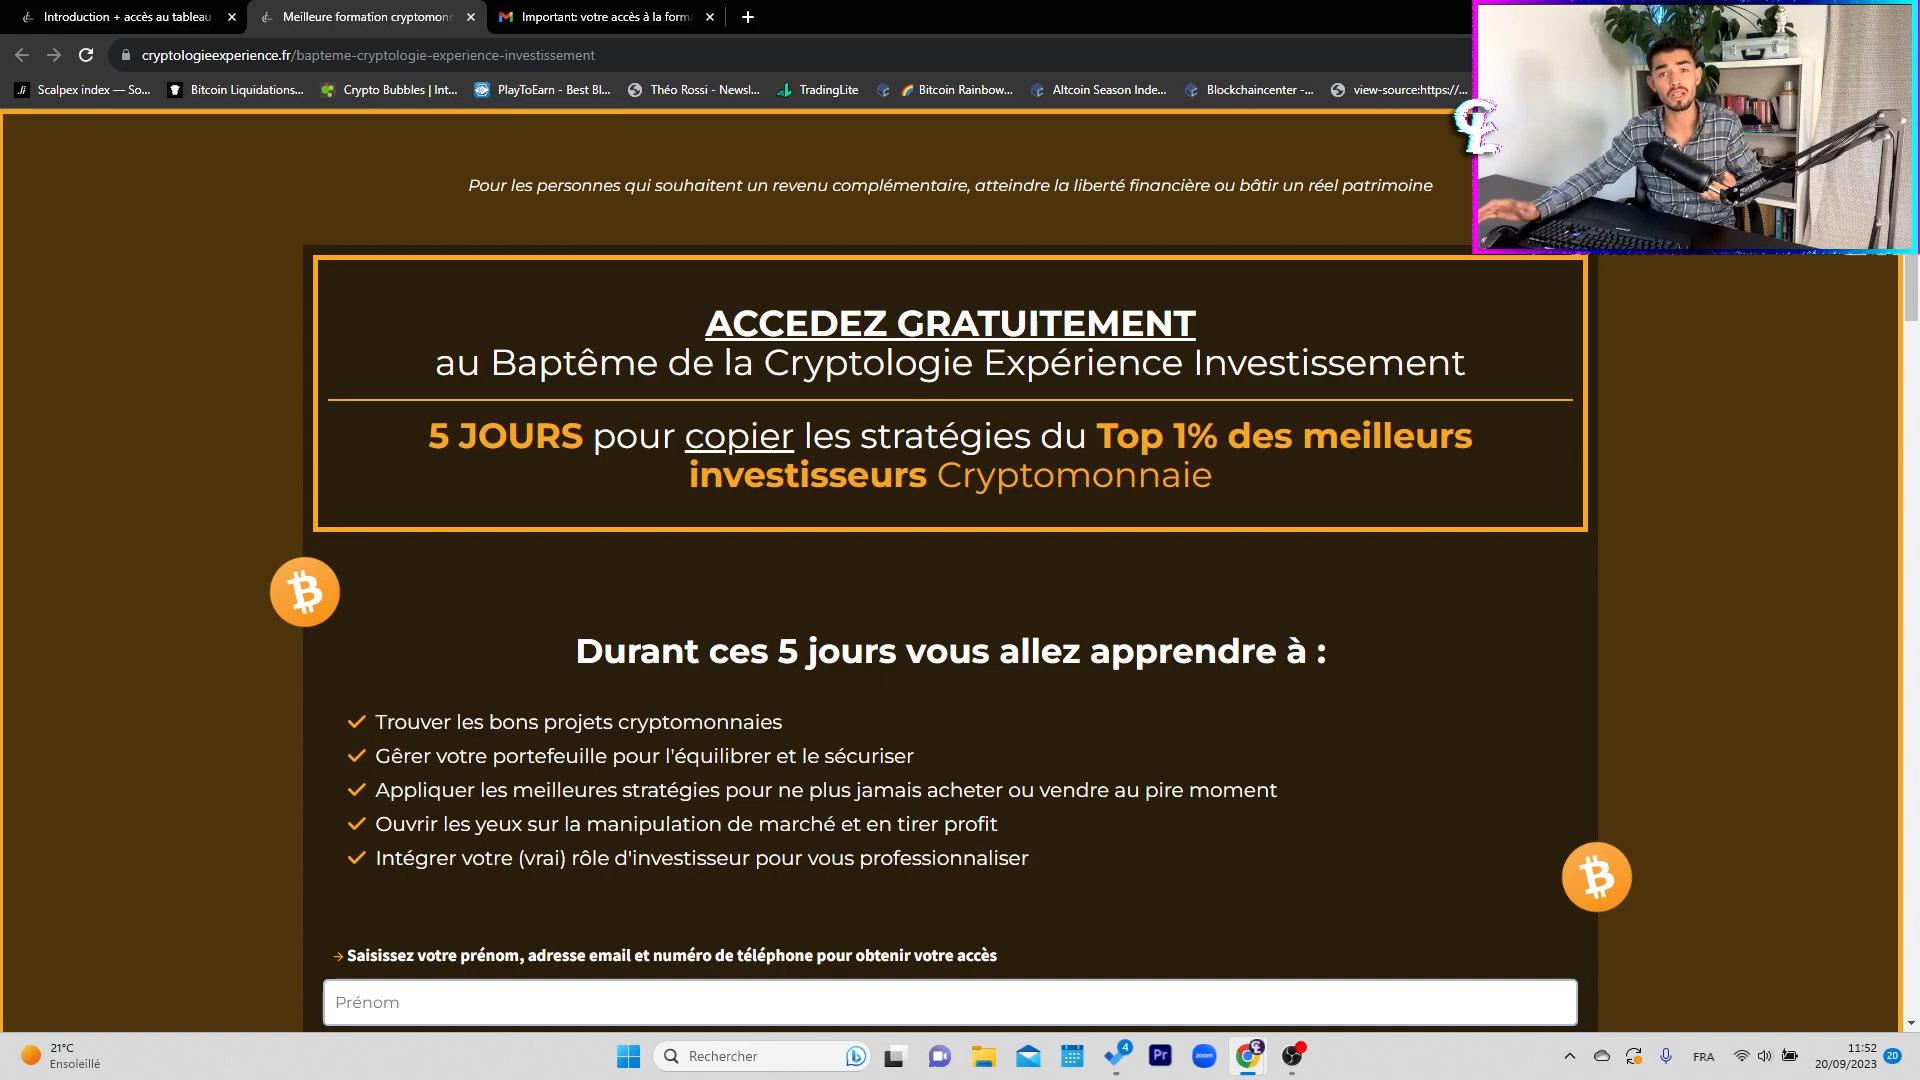 Introduction + accès au tableau
Meilleure formation cryptomonn
Important: votre accès à la form
cryptologieexperience.fr/bapteme-cryptologie-experience-investissement
Scalpex index — So...
Bitcoin Liquidations...
Crypto Bubbles | Int...
PlayToEarn - Best Bl...
Théo Rossi - Newsl...
TradingLite
Bitcoin Rainbow...
Altcoin Season Inde...
Blockchaincenter -...
view-source:https://...
Pour les personnes qui souhaitent un revenu complémentaire, atteindre la liberté financière ou bâtir un réel patrimoine
ACCEDEZ GRATUITEMENT
au Baptême de la Cryptologie Expérience Investissement
5 JOURS pour copier les stratégies du Top 1% des meilleurs
investisseurs Cryptomonnaie
Durant ces 5 jours vous allez apprendre à :
Trouver les bons projets cryptomonnaies
Gêrer votre portefeuille pour l'équilibrer et le sécuriser
Appliquer les meilleures stratégies pour ne plus jamais acheter ou vendre au pire moment
Ouvrir les yeux sur la manipulation de marché et en tirer profit
Intégrer votre (vrai) rôle d'investisseur pour vous professionnaliser
→ Saisissez votre prénom, adresse email et numéro de téléphone pour obtenir votre accès
Prénom
21°C
Ensoleillé
Rechercher
4
Pr
zoom
FRA
11:52
20/09/2023
20